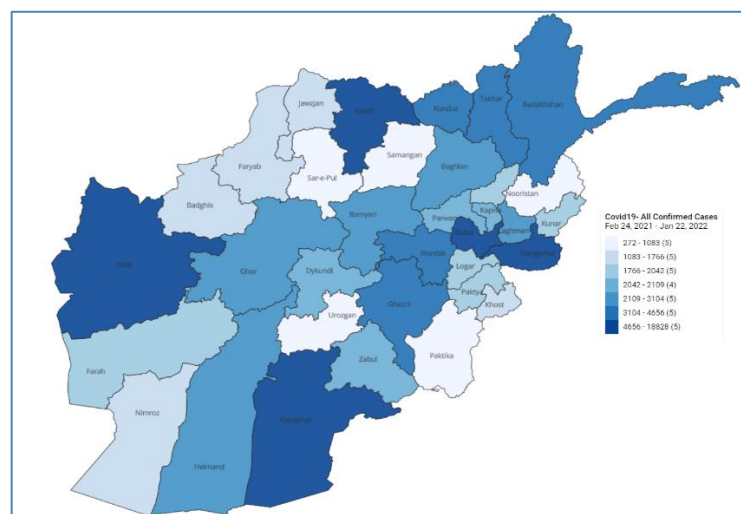 Jawzjan
Balkh
Kunduz
Takhar
Badakhshan
Faryab
Sar-e-Pul
Samangan
Baghlan
Nooristan
Badghis
Bamyan
Parwan
Kapisa
Kunar
Laghman
Hirat
Ghor
Dykundi
Wardak
Kabul
Nangarhar
Logar
Paktya
Khost
Ghazni
Urozgan
Paktika
Farah
Zabul
Nimroz
Helmand
Kandahar
Covid19- All Confirmed Cases
Feb 24, 2021 - Jan 22, 2022
272 - 1083 (5)
1083 - 1766 (5)
1766 - 2042 (5)
2042 - 2109 (4)
2109 - 3104 (5)
3104 - 4656 (5)
4656 - 18828 (5)